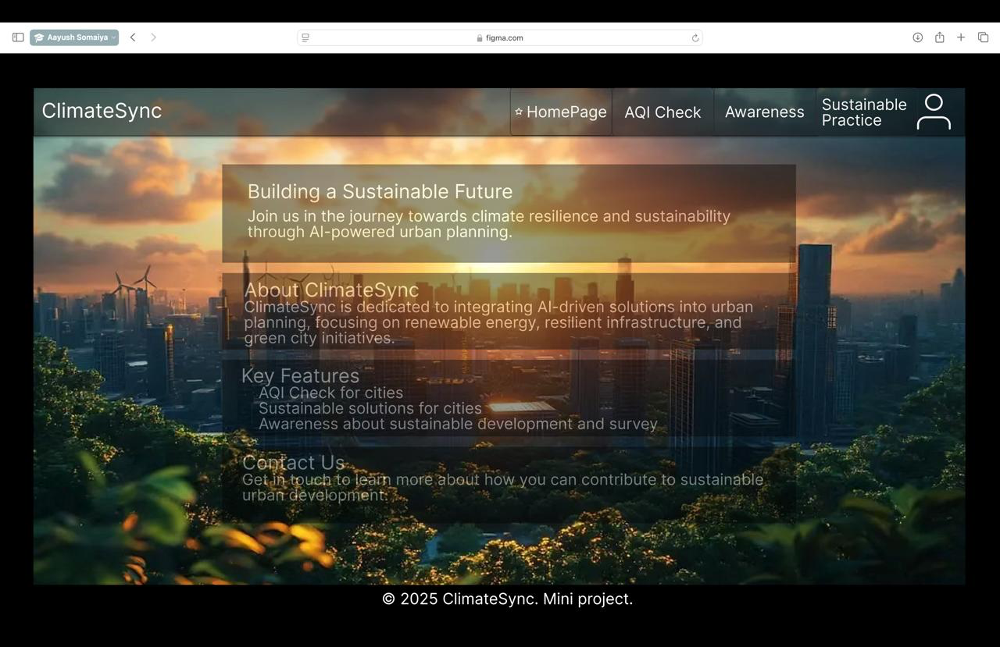 Aayush Somaiya
figma.com
ClimateSync
HomePage
AQI Check
Awareness
Sustainable
Practice
Building a Sustainable Future
Join us in the journey towards climate resilience and sustainability
through AI-powered urban planning.
About ClimateSync
ClimateSync is dedicated to integrating AI-driven solutions into urban
planning, focusing on renewable energy, resilient infrastructure, and
green city initiatives.
Key Features
AQI Check for cities
Sustainable solutions for cities
Awareness about sustainable development and survey
Contact Us
Get in touch to learn more about how you can contribute to sustainable
urban development.
© 2025 ClimateSync. Mini project.